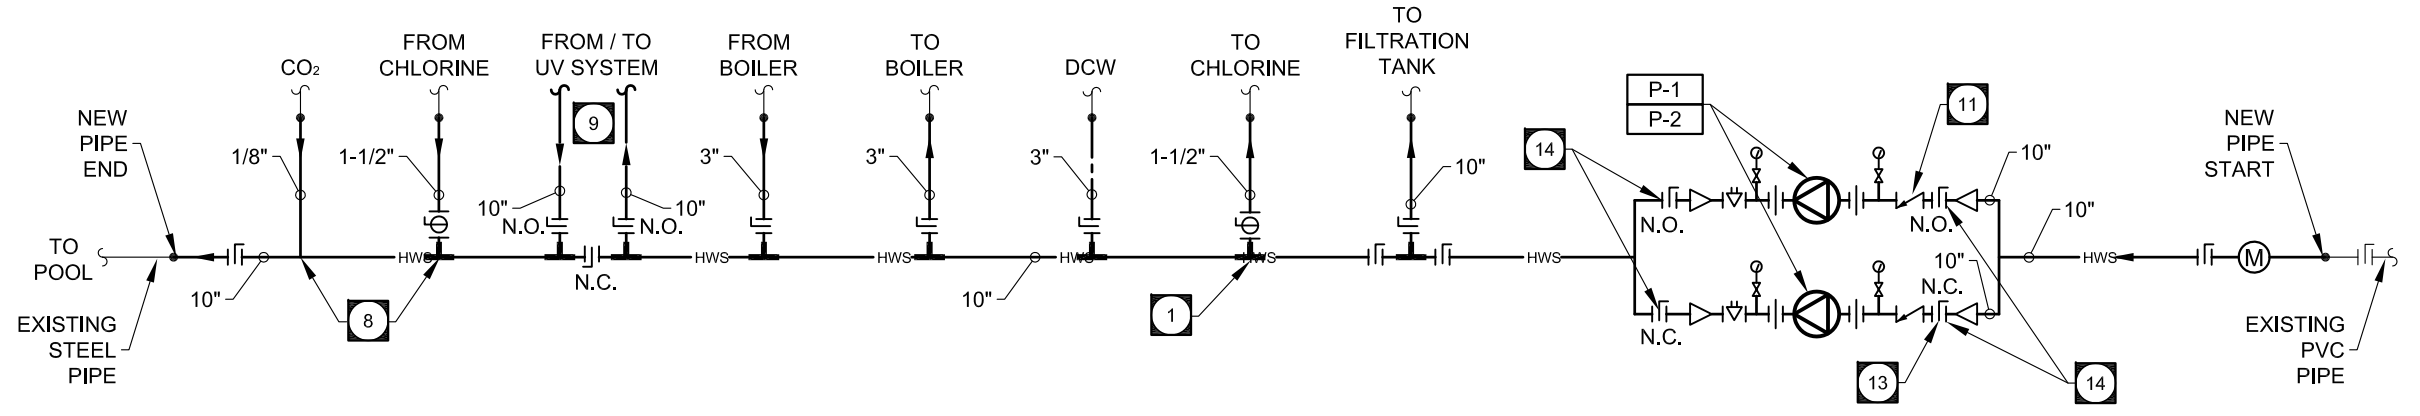 CO₂
FROM
CHLORINE
FROM / TO
UV SYSTEM
FROM
BOILER
TO
BOILER
DCW
TO
CHLORINE
TO
FILTRATION
TANK
P-1
P-2
11
9
14
NEW
PIPE
END
NEW
PIPE
START
1/8"
1-1/2"
10"
10"
3"
3"
3"
1-1/2"
10"
10"
N.O.
N.O.
N.O.
N.O.
10"
TO
POOL
HWS
HWS
HWS
HWS
HWS
HWS
HWS
M
10"
N.C.
10"
10"
N.C.
N.C.
8
1
13
14
EXISTING
STEEL
PIPE
EXISTING
PVC
PIPE